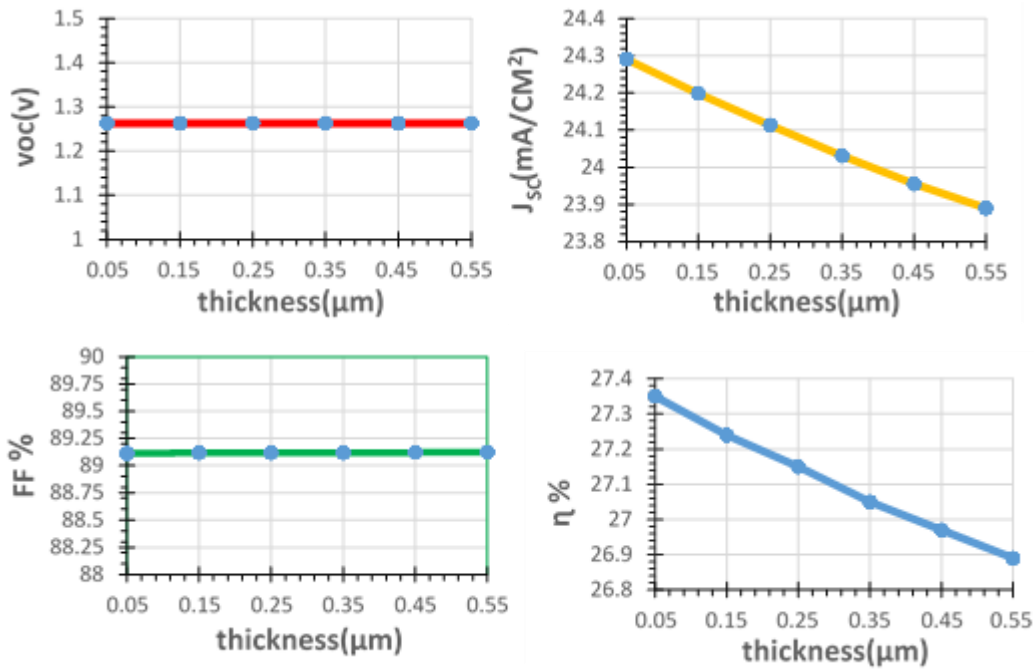 voc(v)
1.5
1.4
1.3
1.2
1.1
1
0.05 0.15 0.25 0.35 0.45 0.55
thickness(μm)
J_SC(mA/CM²)
24.4
24.3
24.2
24.1
24
23.9
23.8
0.05 0.15 0.25 0.35 0.45 0.55
thickness(μm)
FF %
90
89.75
89.5
89.25
89
88.75
88.5
88.25
88
0.05 0.15 0.25 0.35 0.45 0.55
thickness(μm)
η %
27.4
27.3
27.2
27.1
27
26.9
26.8
0.05 0.15 0.25 0.35 0.45 0.55
thickness(μm)